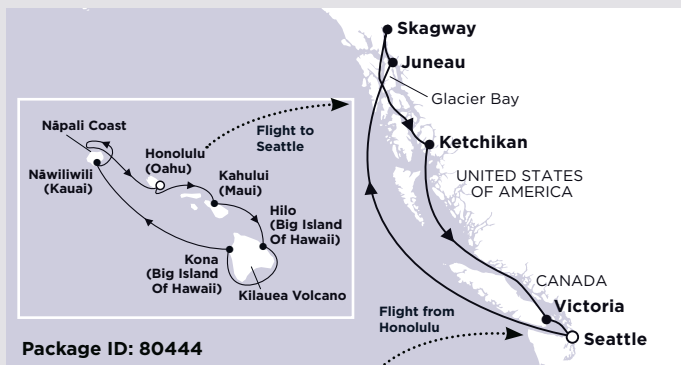 Skagway
Juneau
Glacier Bay
Ketchikan
UNITED STATES
OF AMERICA
CANADA
Victoria
Seattle
Flight to
Seattle
Nāpali Coast
Honolulu
(Oahu)
Kahului
(Maui)
Nāwiliwili
(Kauai)
Hilo
(Big Island
Of Hawaii)
Kona
(Big Island
Of Hawaii)
Kilauea Volcano
Flight from
Honolulu
Package ID: 80444